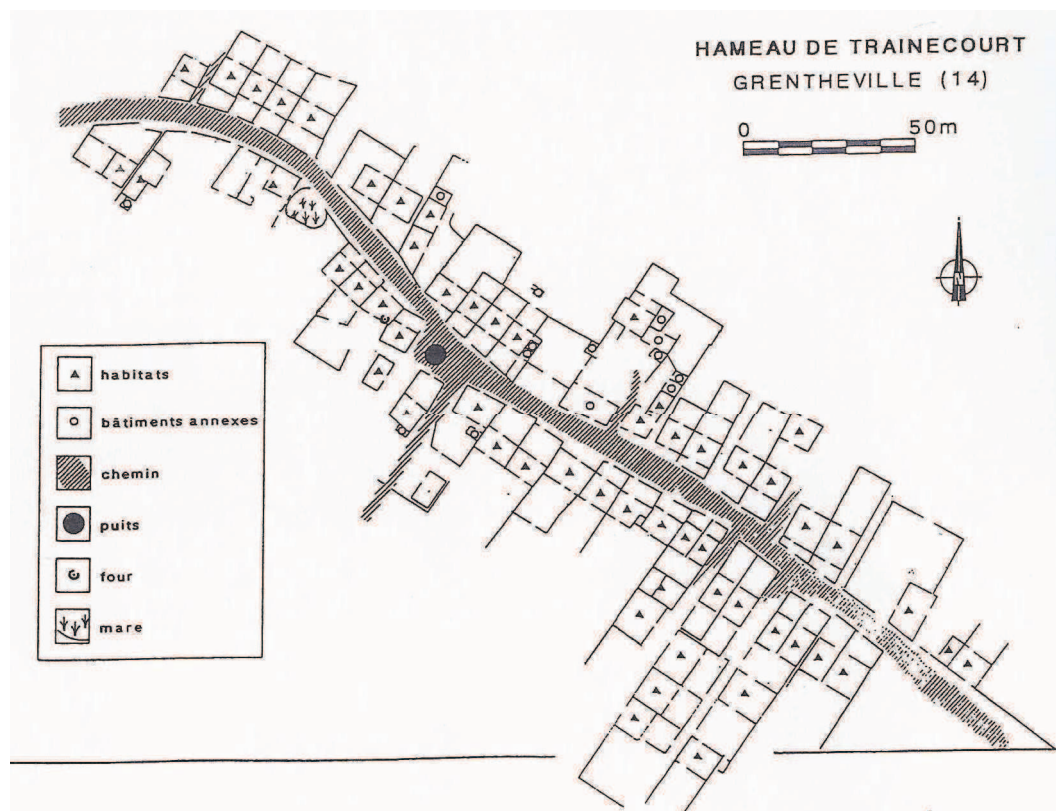 HAMEAU DE TRAINECOURT
GRENTHEVILLE (14)
0 50m
N
habitats
bâtiments annexes
chemin
puits
four
mare